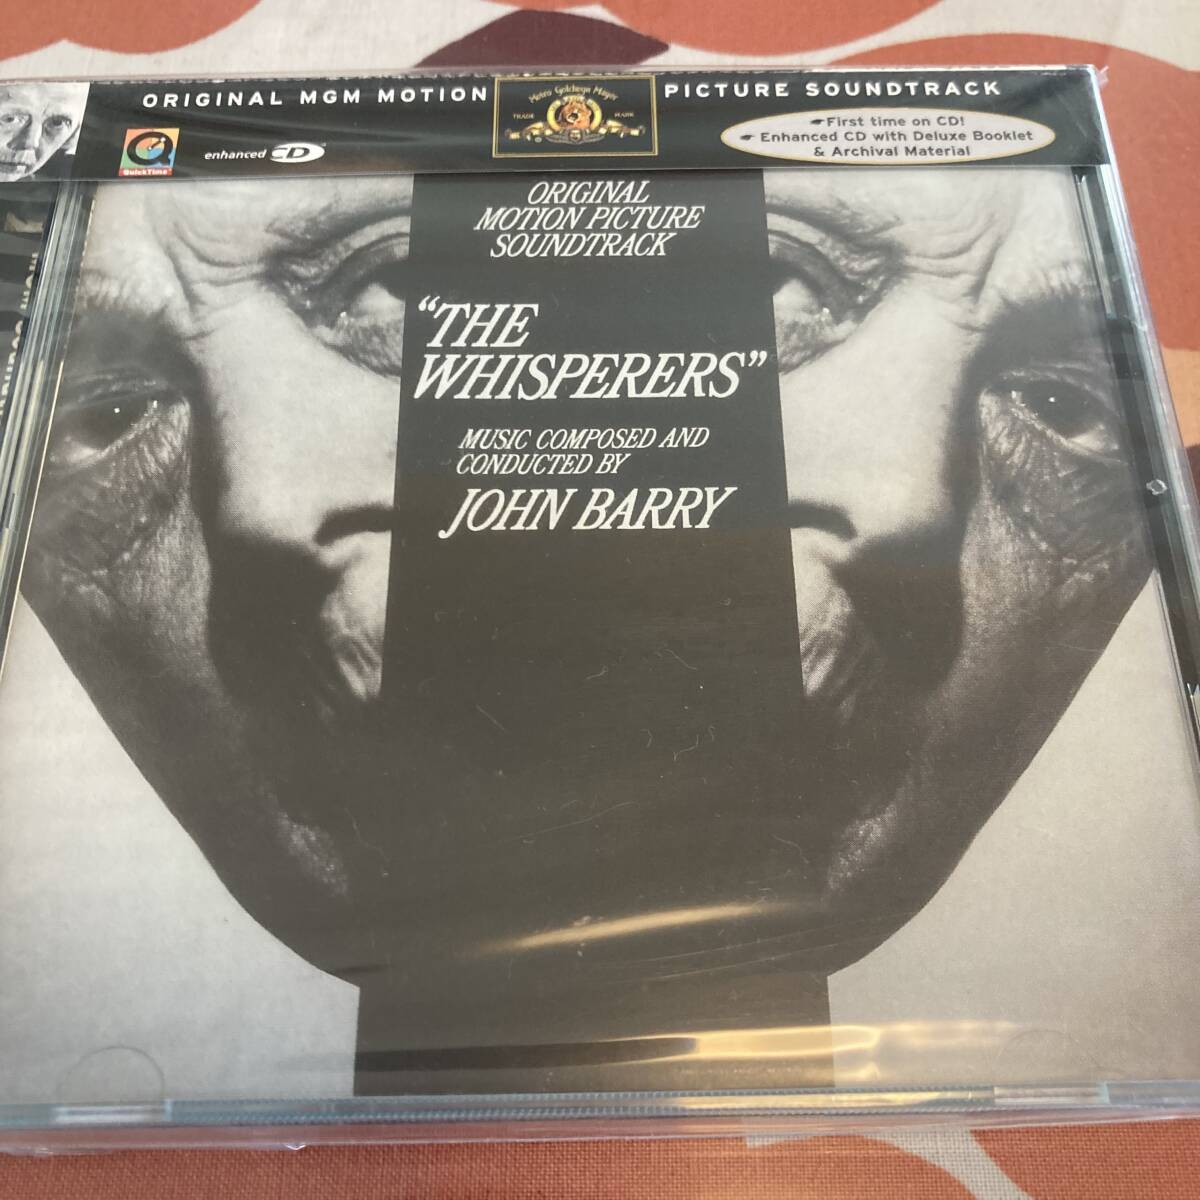 ORIGINAL MGM MOTION PICTURE SOUNDTRACK
Metro Goldwyn Mayer
TRADE MARK
First time on CD!
Enhanced CD with Deluxe Booklet
& Archival Material
QuickTime
enhanced CD
ORIGINAL
MOTION PICTURE
SOUNDTRACK
"THE
WHISPERERS"
MUSIC COMPOSED AND
CONDUCTED BY
JOHN BARRY